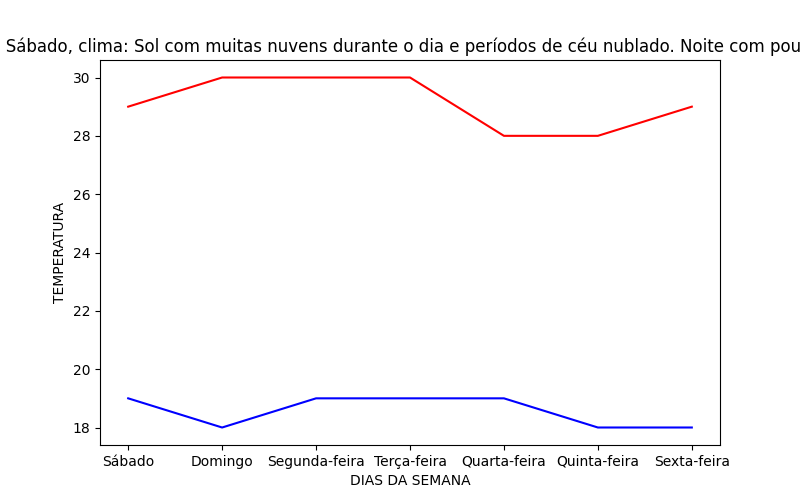 Sábado, clima: Sol com muitas nuvens durante o dia e períodos de céu nublado. Noite com pou
30
28
26
24
22
20
18
TEMPERATURA
Sábado Domingo Segunda-feira Terça-feira Quarta-feira Quinta-feira Sexta-feira
DIAS DA SEMANA